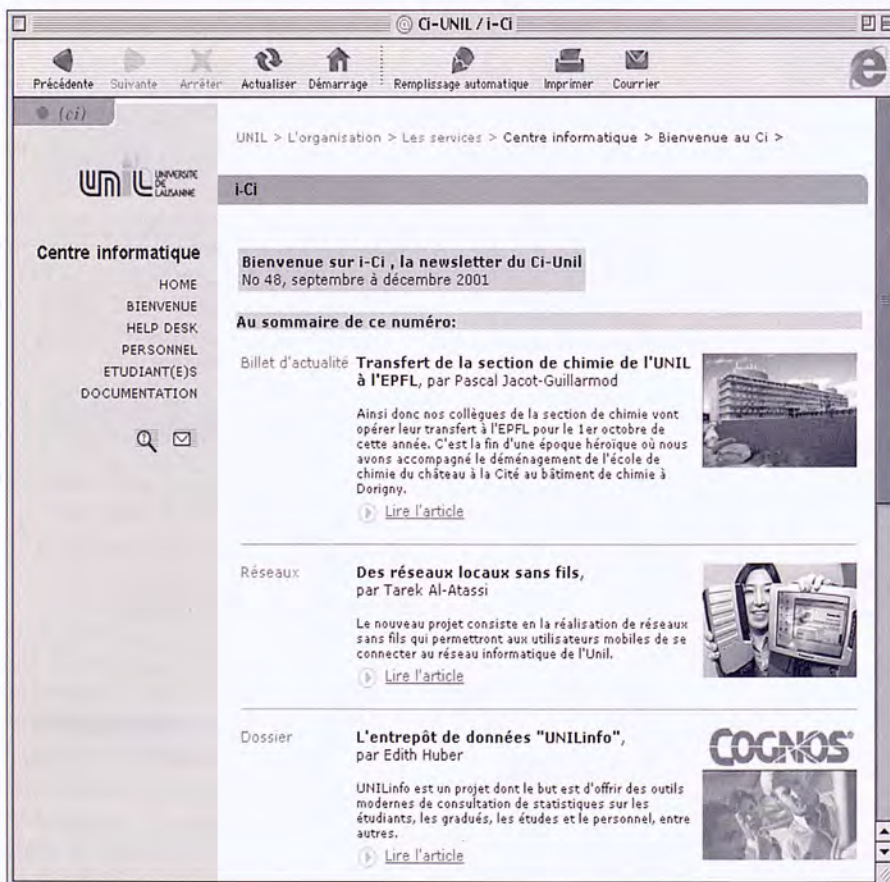 Ci-UNIL / i-Ci
Précédente Suivante Arrêter Actualiser Démarrage Remplissage automatique Imprimer Courrier
(ci)
UNIL > L'organisation > Les services > Centre informatique > Bienvenue au Ci >
unil UNIVERSITE DE LAUSANNE
i-Ci
Centre informatique
HOME
BIENVENUE
HELP DESK
PERSONNEL
ETUDIANT(E)S
DOCUMENTATION
Bienvenue sur i-Ci , la newsletter du Ci-Unil
No 48, septembre à décembre 2001
Au sommaire de ce numéro:
Billet d'actualité
Transfert de la section de chimie de l'UNIL
à l'EPFL, par Pascal Jacot-Guillarmod
Ainsi donc nos collègues de la section de chimie vont
opérer leur transfert à l'EPFL pour le 1er octobre de
cette année. C'est la fin d'une époque héroïque où nous
avons accompagné le déménagement de l'école de
chimie du château à la Cité au bâtiment de chimie à
Dorigny.
Lire l'article
Réseaux
Des réseaux locaux sans fils,
par Tarek Al-Atassi
Le nouveau projet consiste en la réalisation de réseaux
sans fils qui permettront aux utilisateurs mobiles de se
connecter au réseau informatique de l'Unil.
Lire l'article
Dossier
L'entrepôt de données "UNILinfo",
par Edith Huber
UNILinfo est un projet dont le but est d'offrir des outils
modernes de consultation de statistiques sur les
étudiants, les gradués, les études et le personnel, entre
autres.
Lire l'article
COGNOS